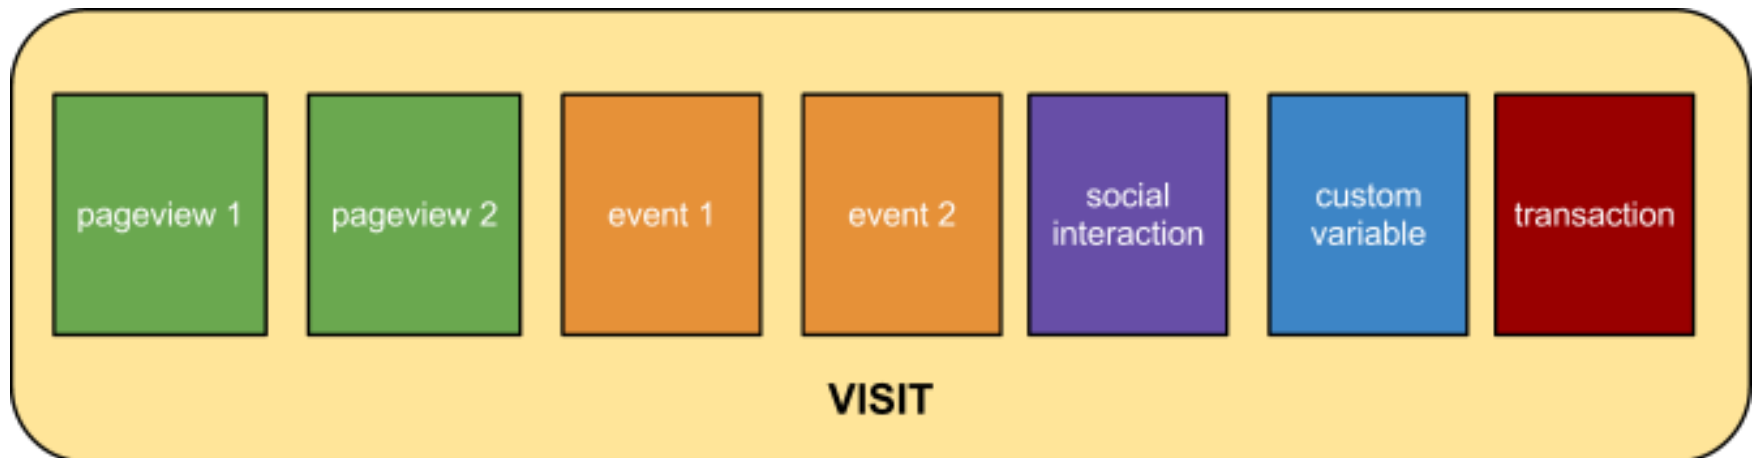 pageview 1
pageview 2
event 1
event 2
social
interaction
custom
variable
transaction
VISIT